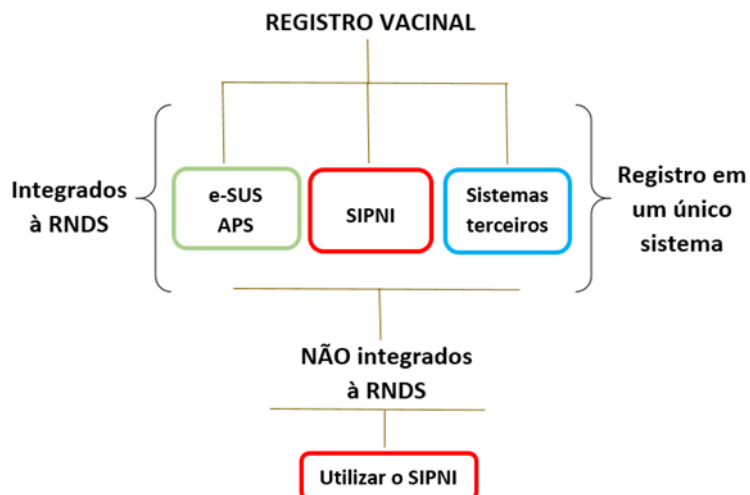 REGISTRO VACINAL
Integrados
à RNDS
e-SUS
APS
SIPNI
Sistemas
terceiros
Registro em
um único
sistema
NÃO integrados
à RNDS
Utilizar o SIPNI